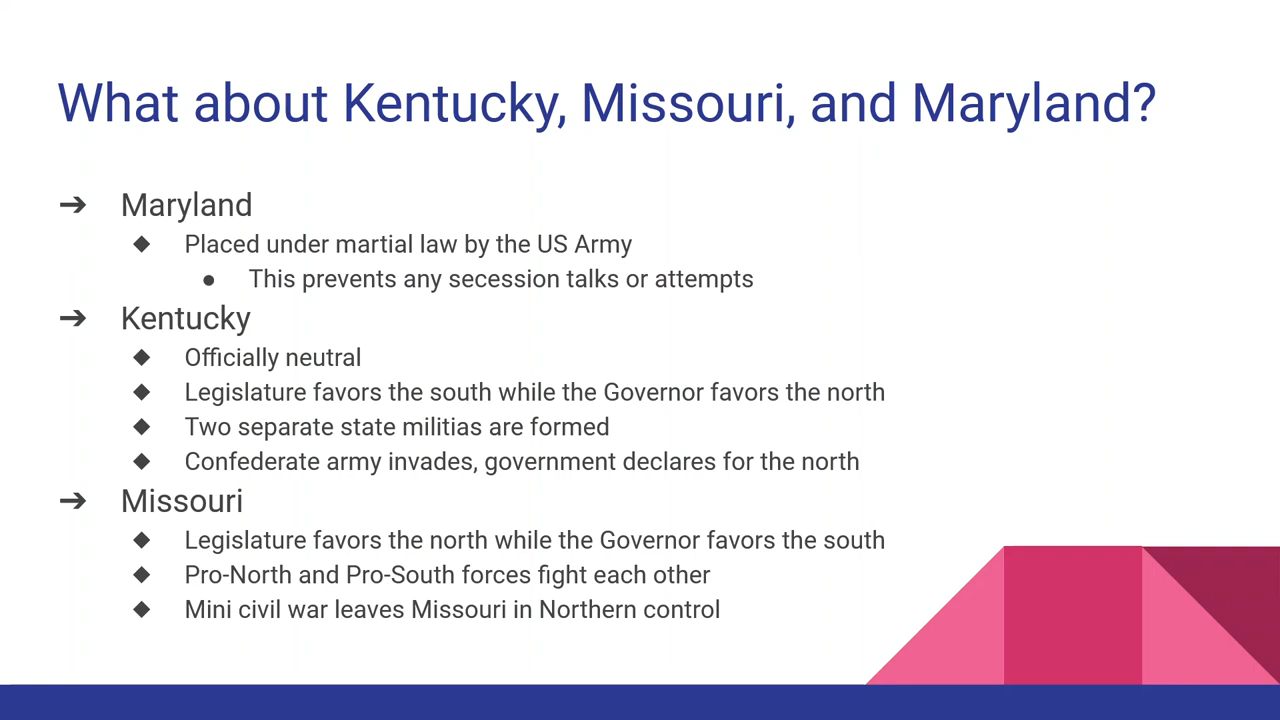 What about Kentucky, Missouri, and Maryland?
➔ Maryland
◆ Placed under martial law by the US Army
● This prevents any secession talks or attempts
➔ Kentucky
◆ Officially neutral
◆ Legislature favors the south while the Governor favors the north
◆ Two separate state militias are formed
◆ Confederate army invades, government declares for the north
➔ Missouri
◆ Legislature favors the north while the Governor favors the south
◆ Pro-North and Pro-South forces fight each other
◆ Mini civil war leaves Missouri in Northern control